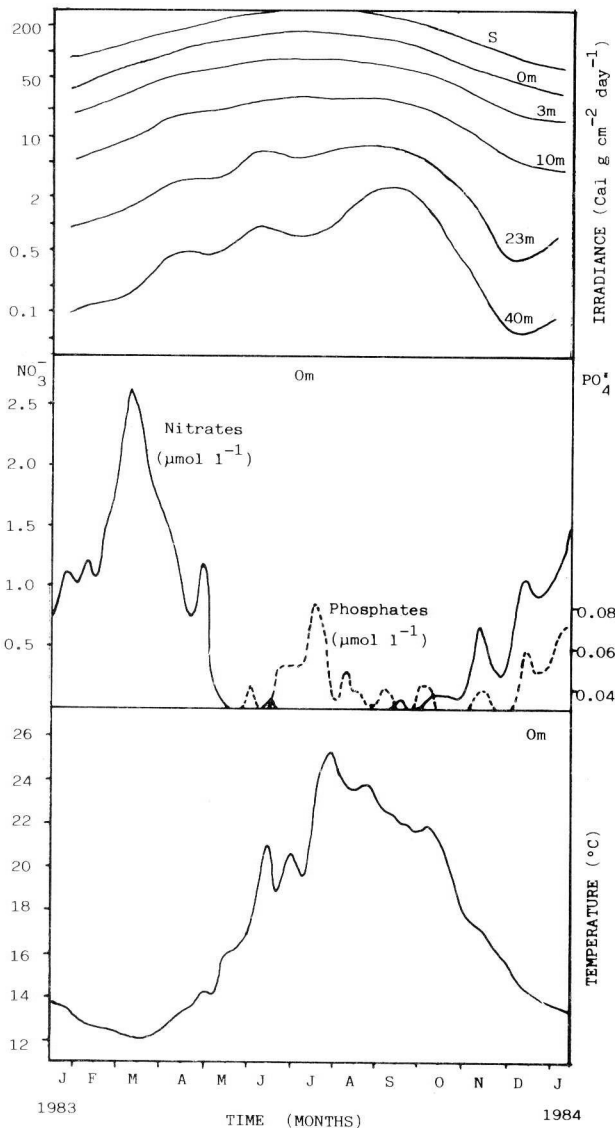 200
50
10
2
0.5
0.1
S
0m
3m
10m
23m
40m
IRRADIANCE (Cal g cm⁻² day⁻¹)
NO₃⁻
0m
PO₄⁼
2.5
2.0
1.5
1.0
0.5
Nitrates
(µmol l⁻¹)
Phosphates
(µmol l⁻¹)
0.08
0.06
0.04
0m
26
24
22
20
18
16
14
12
TEMPERATURE (°C)
J F M A M J J A S O N D J
1983 TIME (MONTHS) 1984